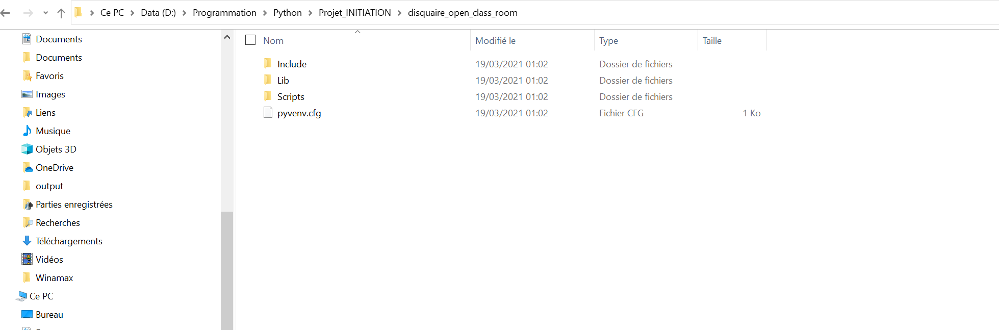 Ce PC > Data (D:) > Programmation > Python > Projet_INITIATION > disquaire_open_class_room
Documents
Documents
Favoris
Images
Liens
Musique
Objets 3D
OneDrive
output
Parties enregistrées
Recherches
Téléchargements
Vidéos
Winamax
Ce PC
Bureau
Nom Modifié le Type Taille
Include 19/03/2021 01:02 Dossier de fichiers
Lib 19/03/2021 01:02 Dossier de fichiers
Scripts 19/03/2021 01:02 Dossier de fichiers
pyvenv.cfg 19/03/2021 01:02 Fichier CFG 1 Ko